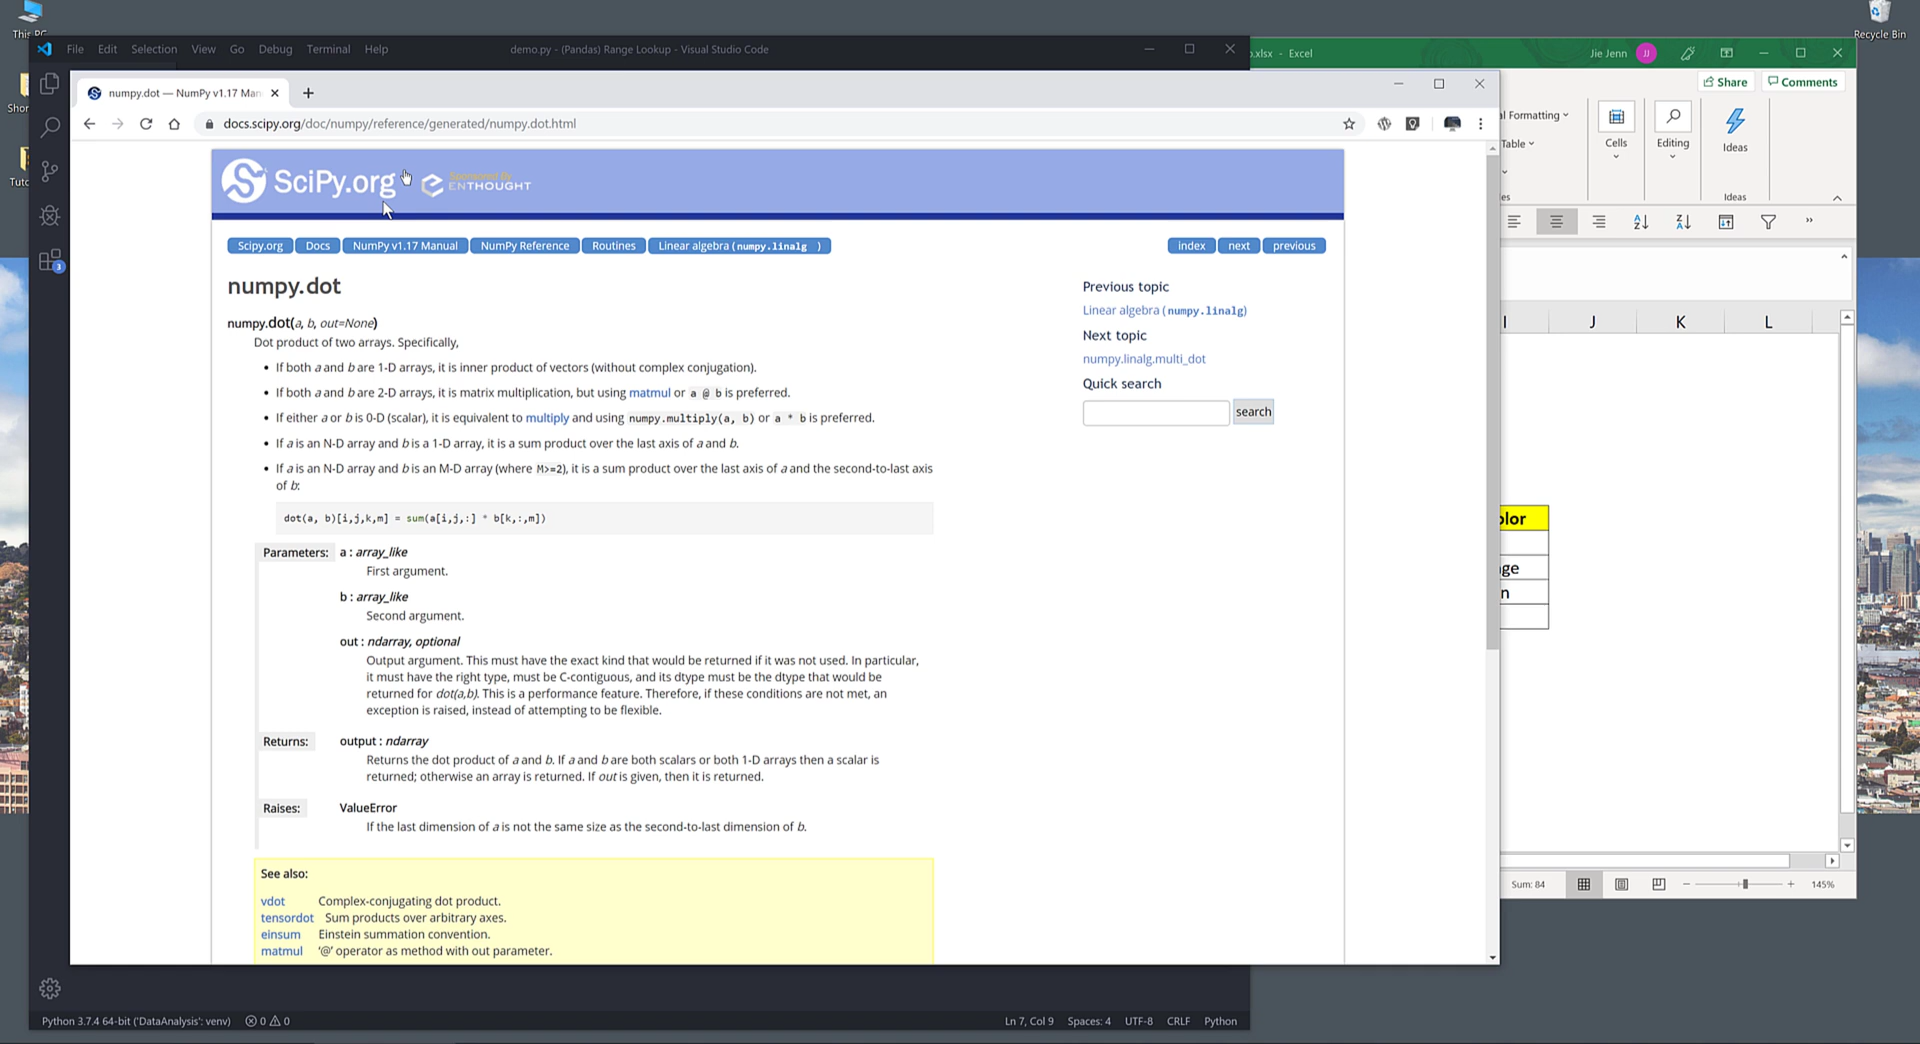 This PC
Recycle Bin
File Edit Selection View Go Debug Terminal Help
demo.py - (Pandas) Range Lookup - Visual Studio Code
.xlsx - Excel
Jie Jenn
JJ
numpy.dot — NumPy v1.17 Man
Share
Comments
docs.scipy.org/doc/numpy/reference/generated/numpy.dot.html
l Formatting
Table
Cells
Editing
Ideas
es
Ideas
SciPy.org
Sponsored By
ENTHOUGHT
Scipy.org Docs NumPy v1.17 Manual NumPy Reference Routines Linear algebra (numpy.linalg )
index next previous
numpy.dot
numpy.dot(a, b, out=None)
Dot product of two arrays. Specifically,
• If both a and b are 1-D arrays, it is inner product of vectors (without complex conjugation).
• If both a and b are 2-D arrays, it is matrix multiplication, but using matmul or a @ b is preferred.
• If either a or b is 0-D (scalar), it is equivalent to multiply and using numpy.multiply(a, b) or a * b is preferred.
• If a is an N-D array and b is a 1-D array, it is a sum product over the last axis of a and b.
• If a is an N-D array and b is an M-D array (where M>=2), it is a sum product over the last axis of a and the second-to-last axis
of b:
dot(a, b)[i,j,k,m] = sum(a[i,j,:] * b[k,:,m])
Parameters: a : array_like
First argument.
b : array_like
Second argument.
out : ndarray, optional
Output argument. This must have the exact kind that would be returned if it was not used. In particular,
it must have the right type, must be C-contiguous, and its dtype must be the dtype that would be
returned for dot(a,b). This is a performance feature. Therefore, if these conditions are not met, an
exception is raised, instead of attempting to be flexible.
Returns: output : ndarray
Returns the dot product of a and b. If a and b are both scalars or both 1-D arrays then a scalar is
returned; otherwise an array is returned. If out is given, then it is returned.
Raises: ValueError
If the last dimension of a is not the same size as the second-to-last dimension of b.
See also:
vdot Complex-conjugating dot product.
tensordot Sum products over arbitrary axes.
einsum Einstein summation convention.
matmul '@' operator as method with out parameter.
Previous topic
Linear algebra (numpy.linalg)
Next topic
numpy.linalg.multi_dot
Quick search
search
I J K L
olor
ge
n
Sum: 84
145%
Shor
Tuto
3
Python 3.7.4 64-bit ('DataAnalysis': venv) 0 0
Ln 7, Col 9 Spaces: 4 UTF-8 CRLF Python